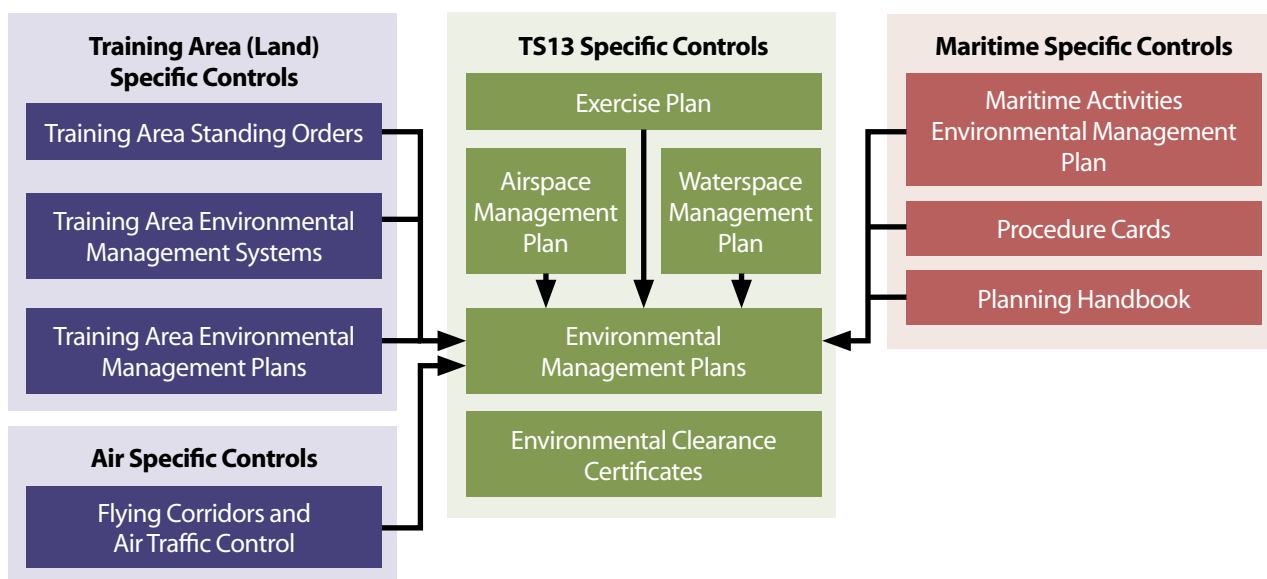 Training Area (Land)
Specific Controls
Training Area Standing Orders
Training Area Environmental
Management Systems
Training Area Environmental
Management Plans
Air Specific Controls
Flying Corridors and
Air Traffic Control
TS13 Specific Controls
Exercise Plan
Airspace
Management
Plan
Waterspace
Management
Plan
Environmental
Management Plans
Environmental Clearance
Certificates
Maritime Specific Controls
Maritime Activities
Environmental Management
Plan
Procedure Cards
Planning Handbook